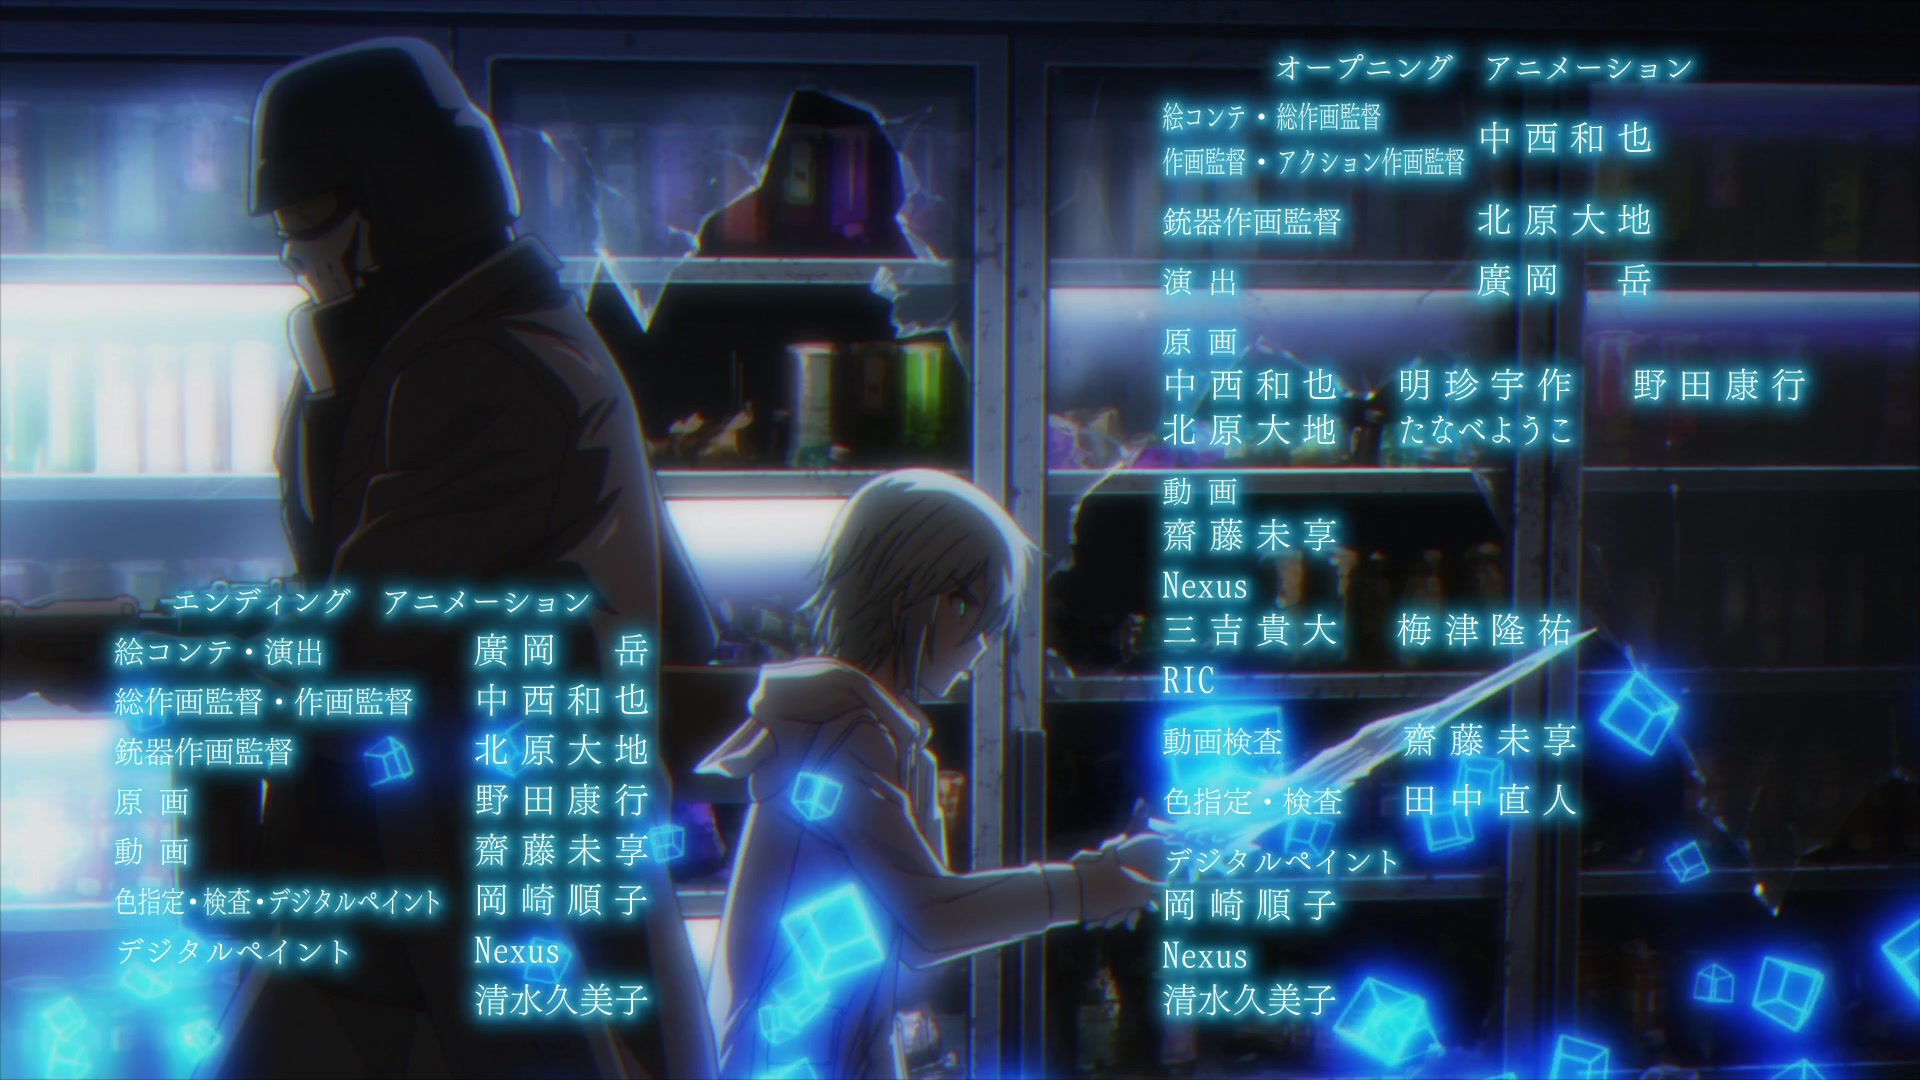 エンディング　アニメーション
絵コンテ・演出　廣岡　岳
総作画監督・作画監督　中西和也
銃器作画監督　北原大地
原画　野田康行
動画　齋藤未享
色指定・検査・デジタルペイント　岡崎順子
デジタルペイント　Nexus
清水久美子
オープニング　アニメーション
絵コンテ・総作画監督
作画監督・アクション作画監督　中西和也
銃器作画監督　北原大地
演出　廣岡　岳
原画
中西和也　明珍宇作　野田康行
北原大地　たなべようこ
動画
齋藤未享
Nexus
三吉貴大　梅津隆祐
RIC
動画検査　齋藤未享
色指定・検査　田中直人
デジタルペイント
岡崎順子
Nexus
清水久美子